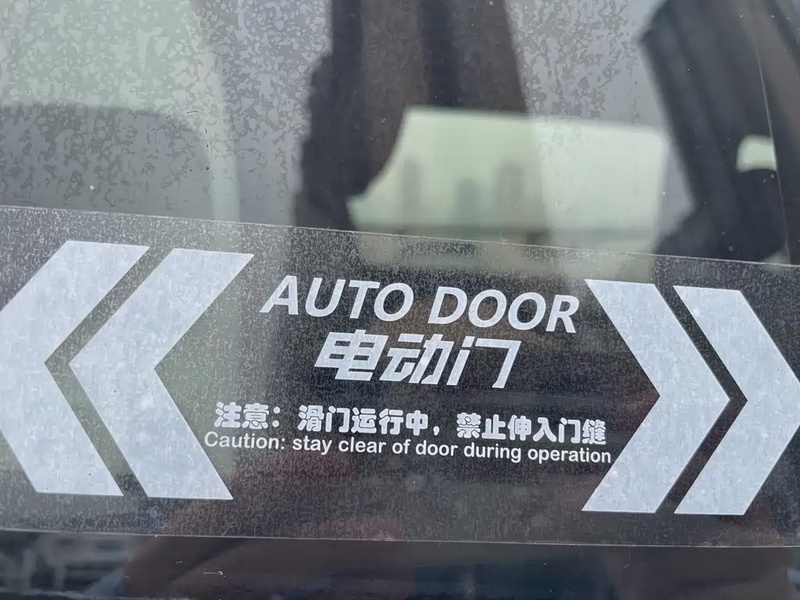 AUTO DOOR
电动门
注意：滑门运行中，禁止伸入门缝
Caution: stay clear of door during operation